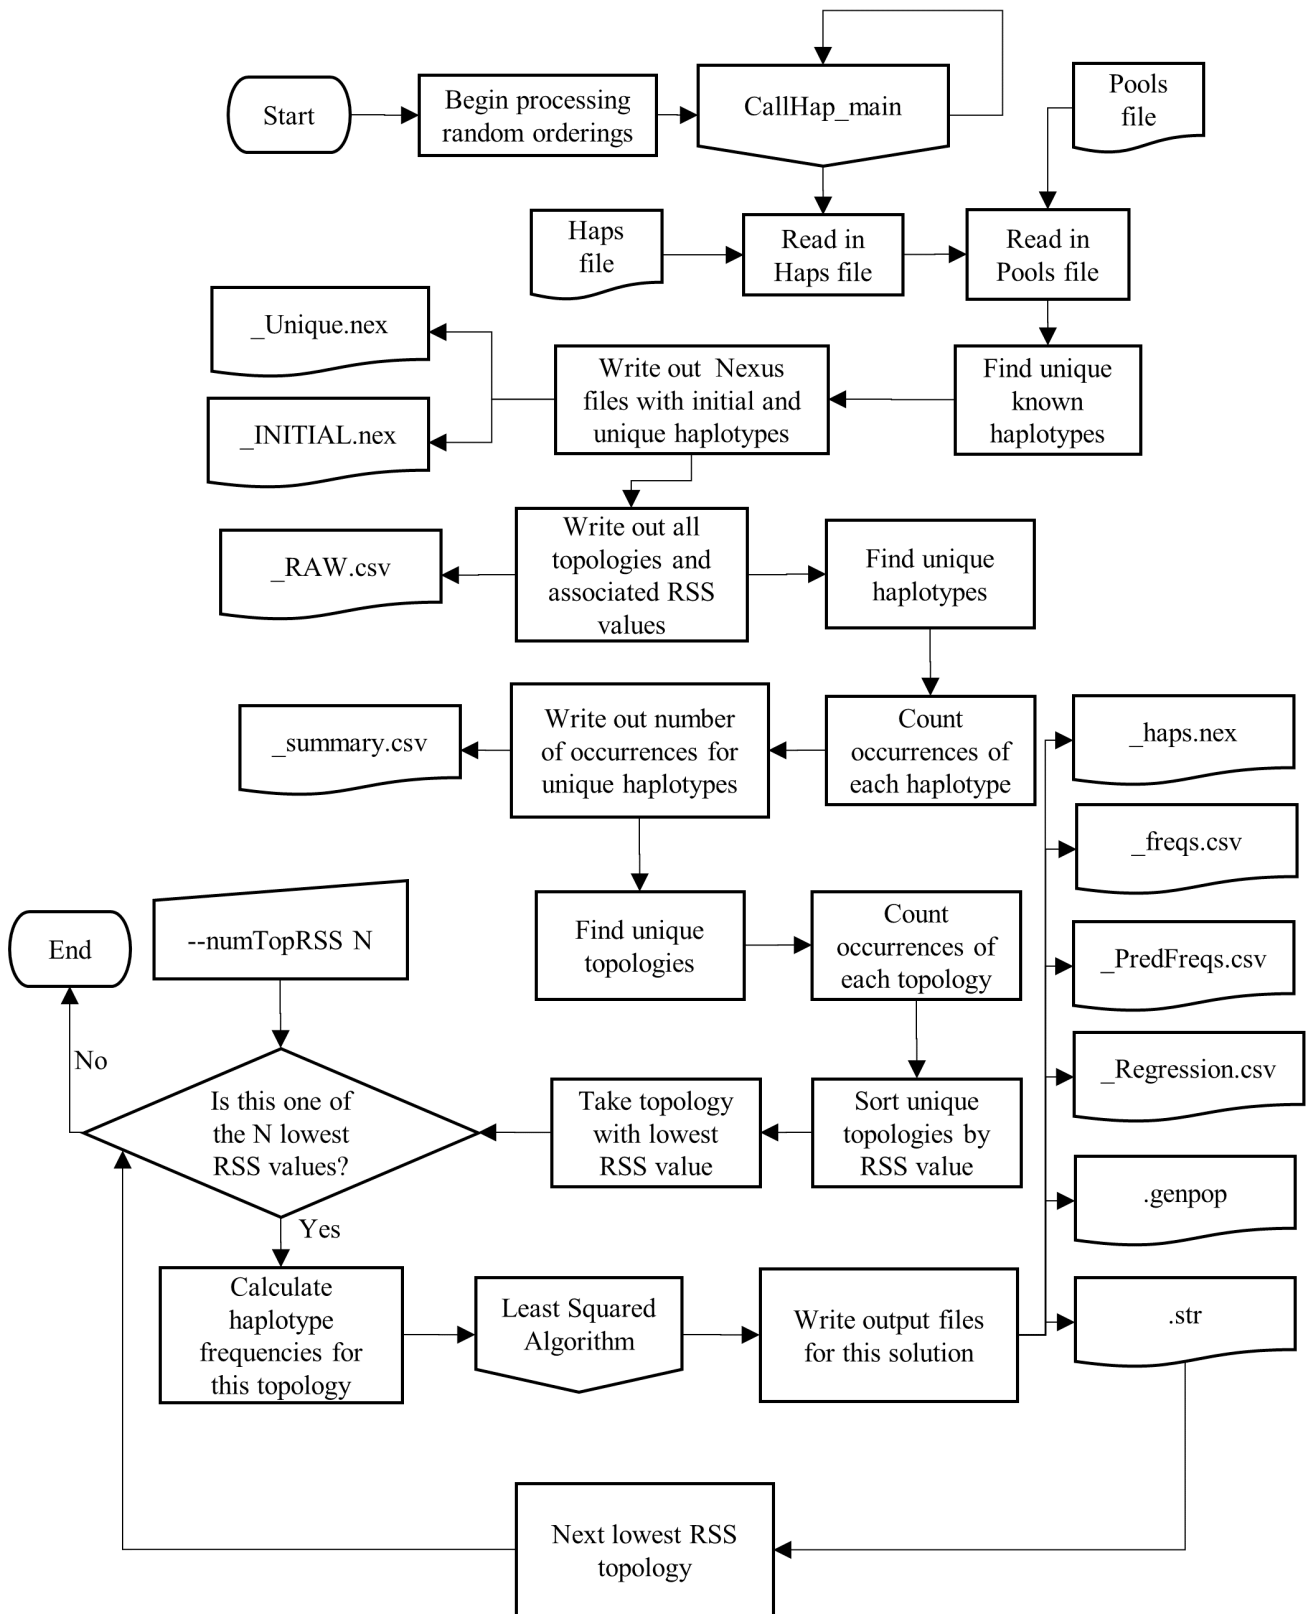 Start
Begin processing
random orderings
CallHap_main
Pools
file
Haps
file
Read in
Haps file
Read in
Pools file
_Unique.nex
_INITIAL.nex
Write out Nexus
files with initial and
unique haplotypes
Find unique
known
haplotypes
_RAW.csv
Write out all
topologies and
associated RSS
values
Find unique
haplotypes
_summary.csv
Write out number
of occurrences for
unique haplotypes
Count
occurrences of
each haplotype
_haps.nex
_freqs.csv
End
--numTopRSS N
Find unique
topologies
Count
occurrences of
each topology
_PredFreqs.csv
No
Is this one of
the N lowest
RSS values?
Take topology
with lowest
RSS value
Sort unique
topologies by
RSS value
_Regression.csv
.genpop
Yes
Calculate
haplotype
frequencies for
this topology
Least Squared
Algorithm
Write output files
for this solution
.str
Next lowest RSS
topology